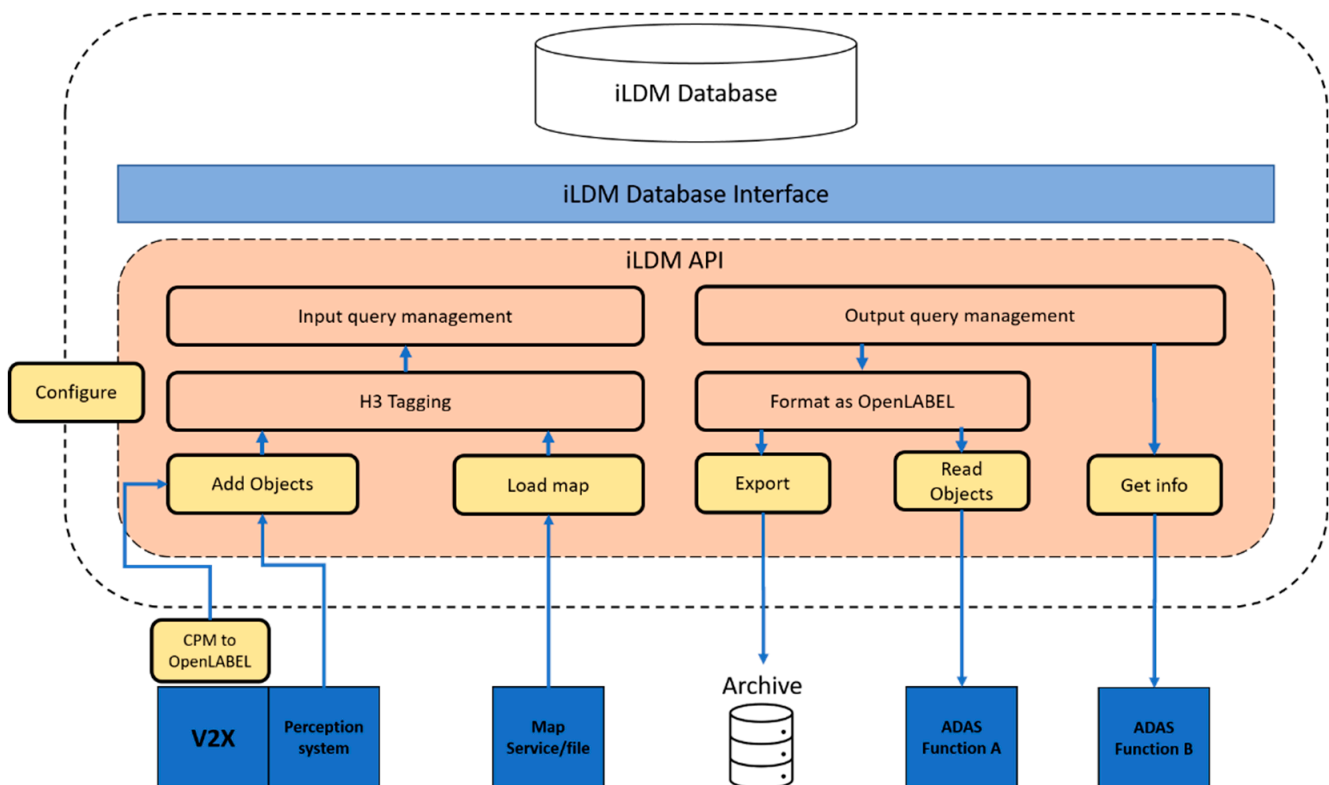 iLDM Database
iLDM Database Interface
iLDM API
Input query management
Output query management
Configure
H3 Tagging
Format as OpenLABEL
Add Objects
Load map
Export
Read
Objects
Get info
CPM to
OpenLABEL
V2X
Perception
system
Map
Service/file
Archive
ADAS
Function A
ADAS
Function B